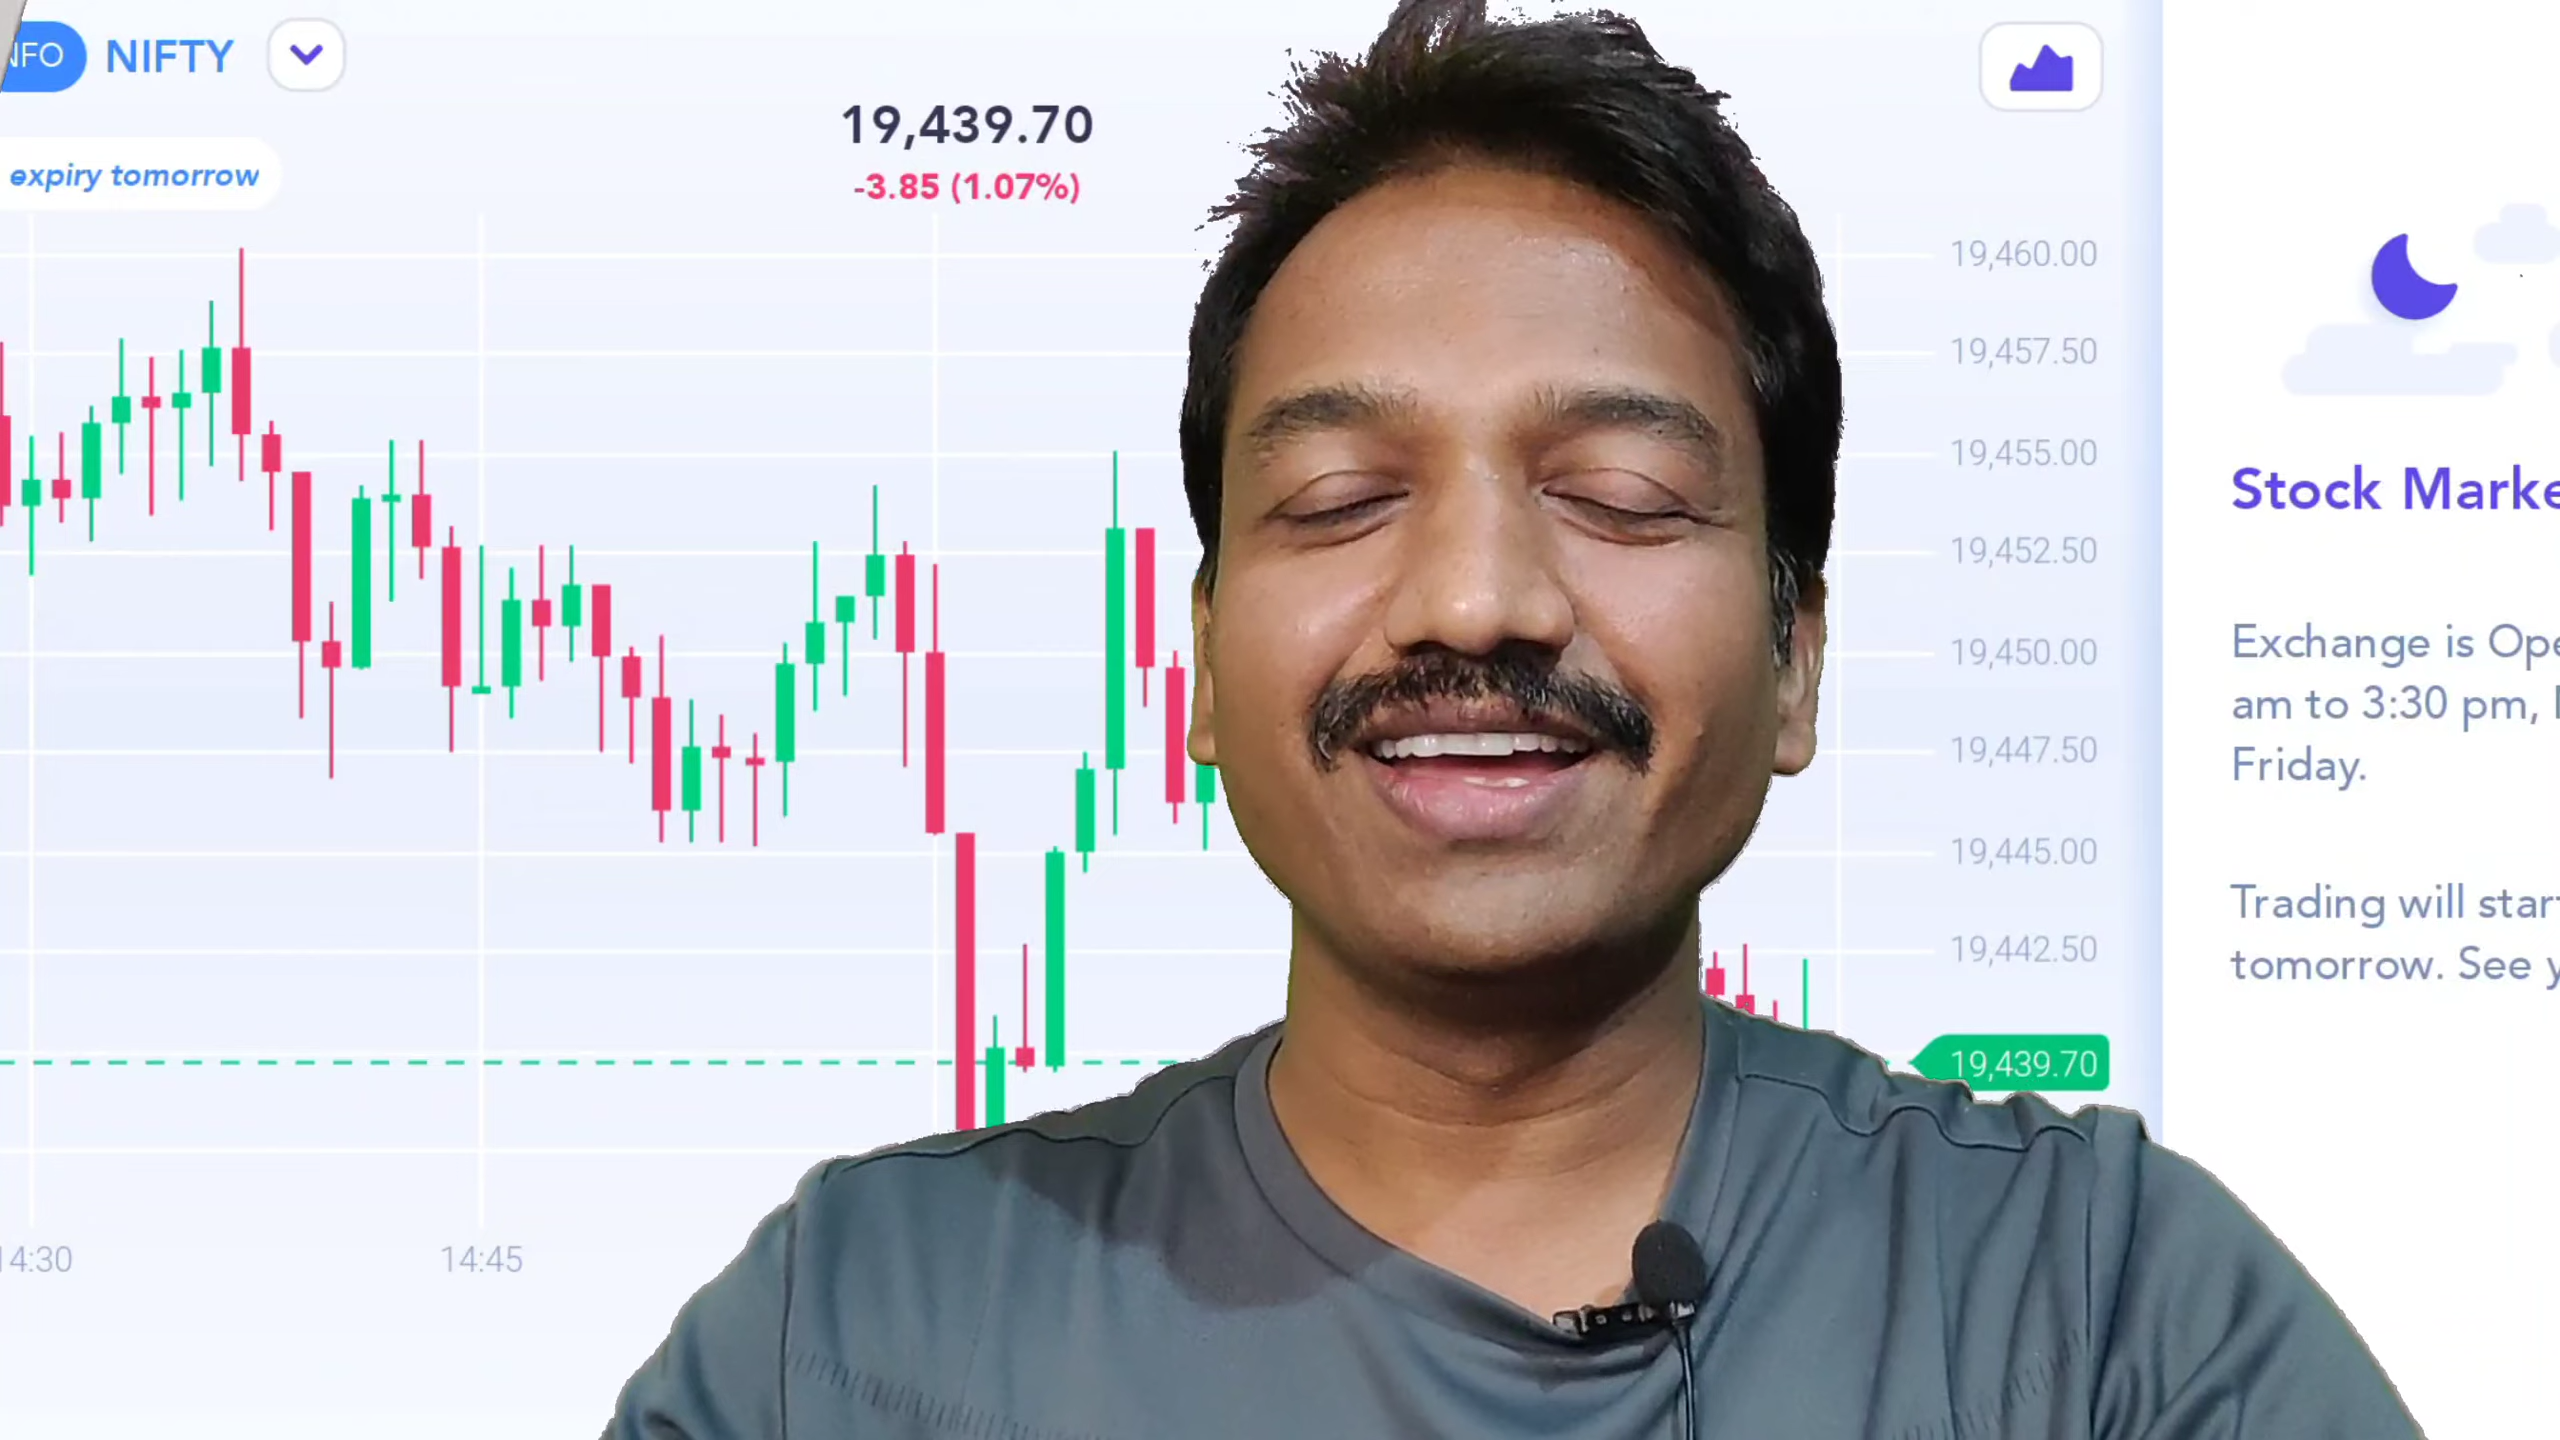 NFO NIFTY
19,439.70
-3.85 (1.07%)
expiry tomorrow
19,460.00
19,457.50
19,455.00
19,452.50
19,450.00
19,447.50
19,445.00
19,442.50
19,439.70
14:30
14:45
Stock Marke
Exchange is Ope
am to 3:30 pm,
Friday.
Trading will star
tomorrow. See y